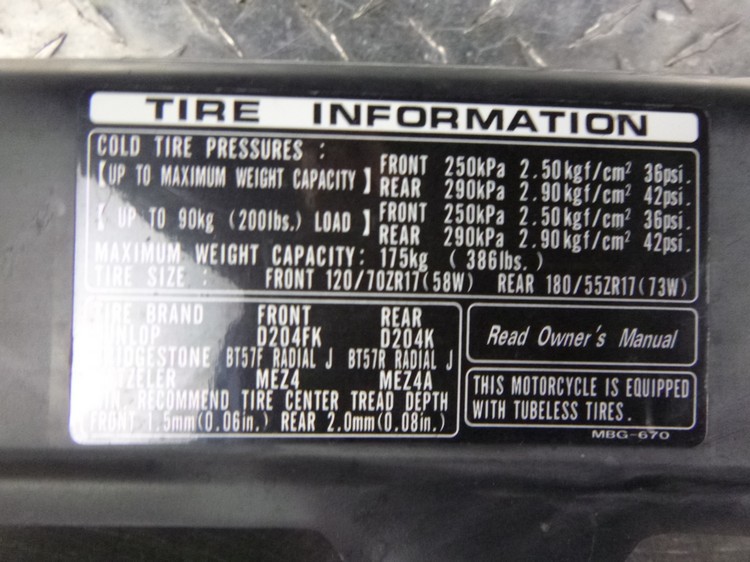 TIRE INFORMATION
COLD TIRE PRESSURES :
[UP TO MAXIMUM WEIGHT CAPACITY] FRONT 250kPa 2.50kgf/cm² 36psi.
REAR 290kPa 2.90kgf/cm² 42psi.
[ UP TO 90kg (200lbs.) LOAD ] FRONT 250kPa 2.50kgf/cm² 36psi.
REAR 290kPa 2.90kgf/cm² 42psi.
MAXIMUM WEIGHT CAPACITY: 175kg ( 386lbs. )
TIRE SIZE : FRONT 120/70ZR17(58W) REAR 180/55ZR17(73W)
TIRE BRAND FRONT REAR
DUNLOP D204FK D204K
BRIDGESTONE BT57F RADIAL J BT57R RADIAL J
METZELER MEZ4 MEZ4A
MIN. RECOMMEND TIRE CENTER TREAD DEPTH
FRONT 1.5mm(0.06in.) REAR 2.0mm(0.08in.)
Read Owner's Manual
THIS MOTORCYCLE IS EQUIPPED
WITH TUBELESS TIRES.
MBG-670